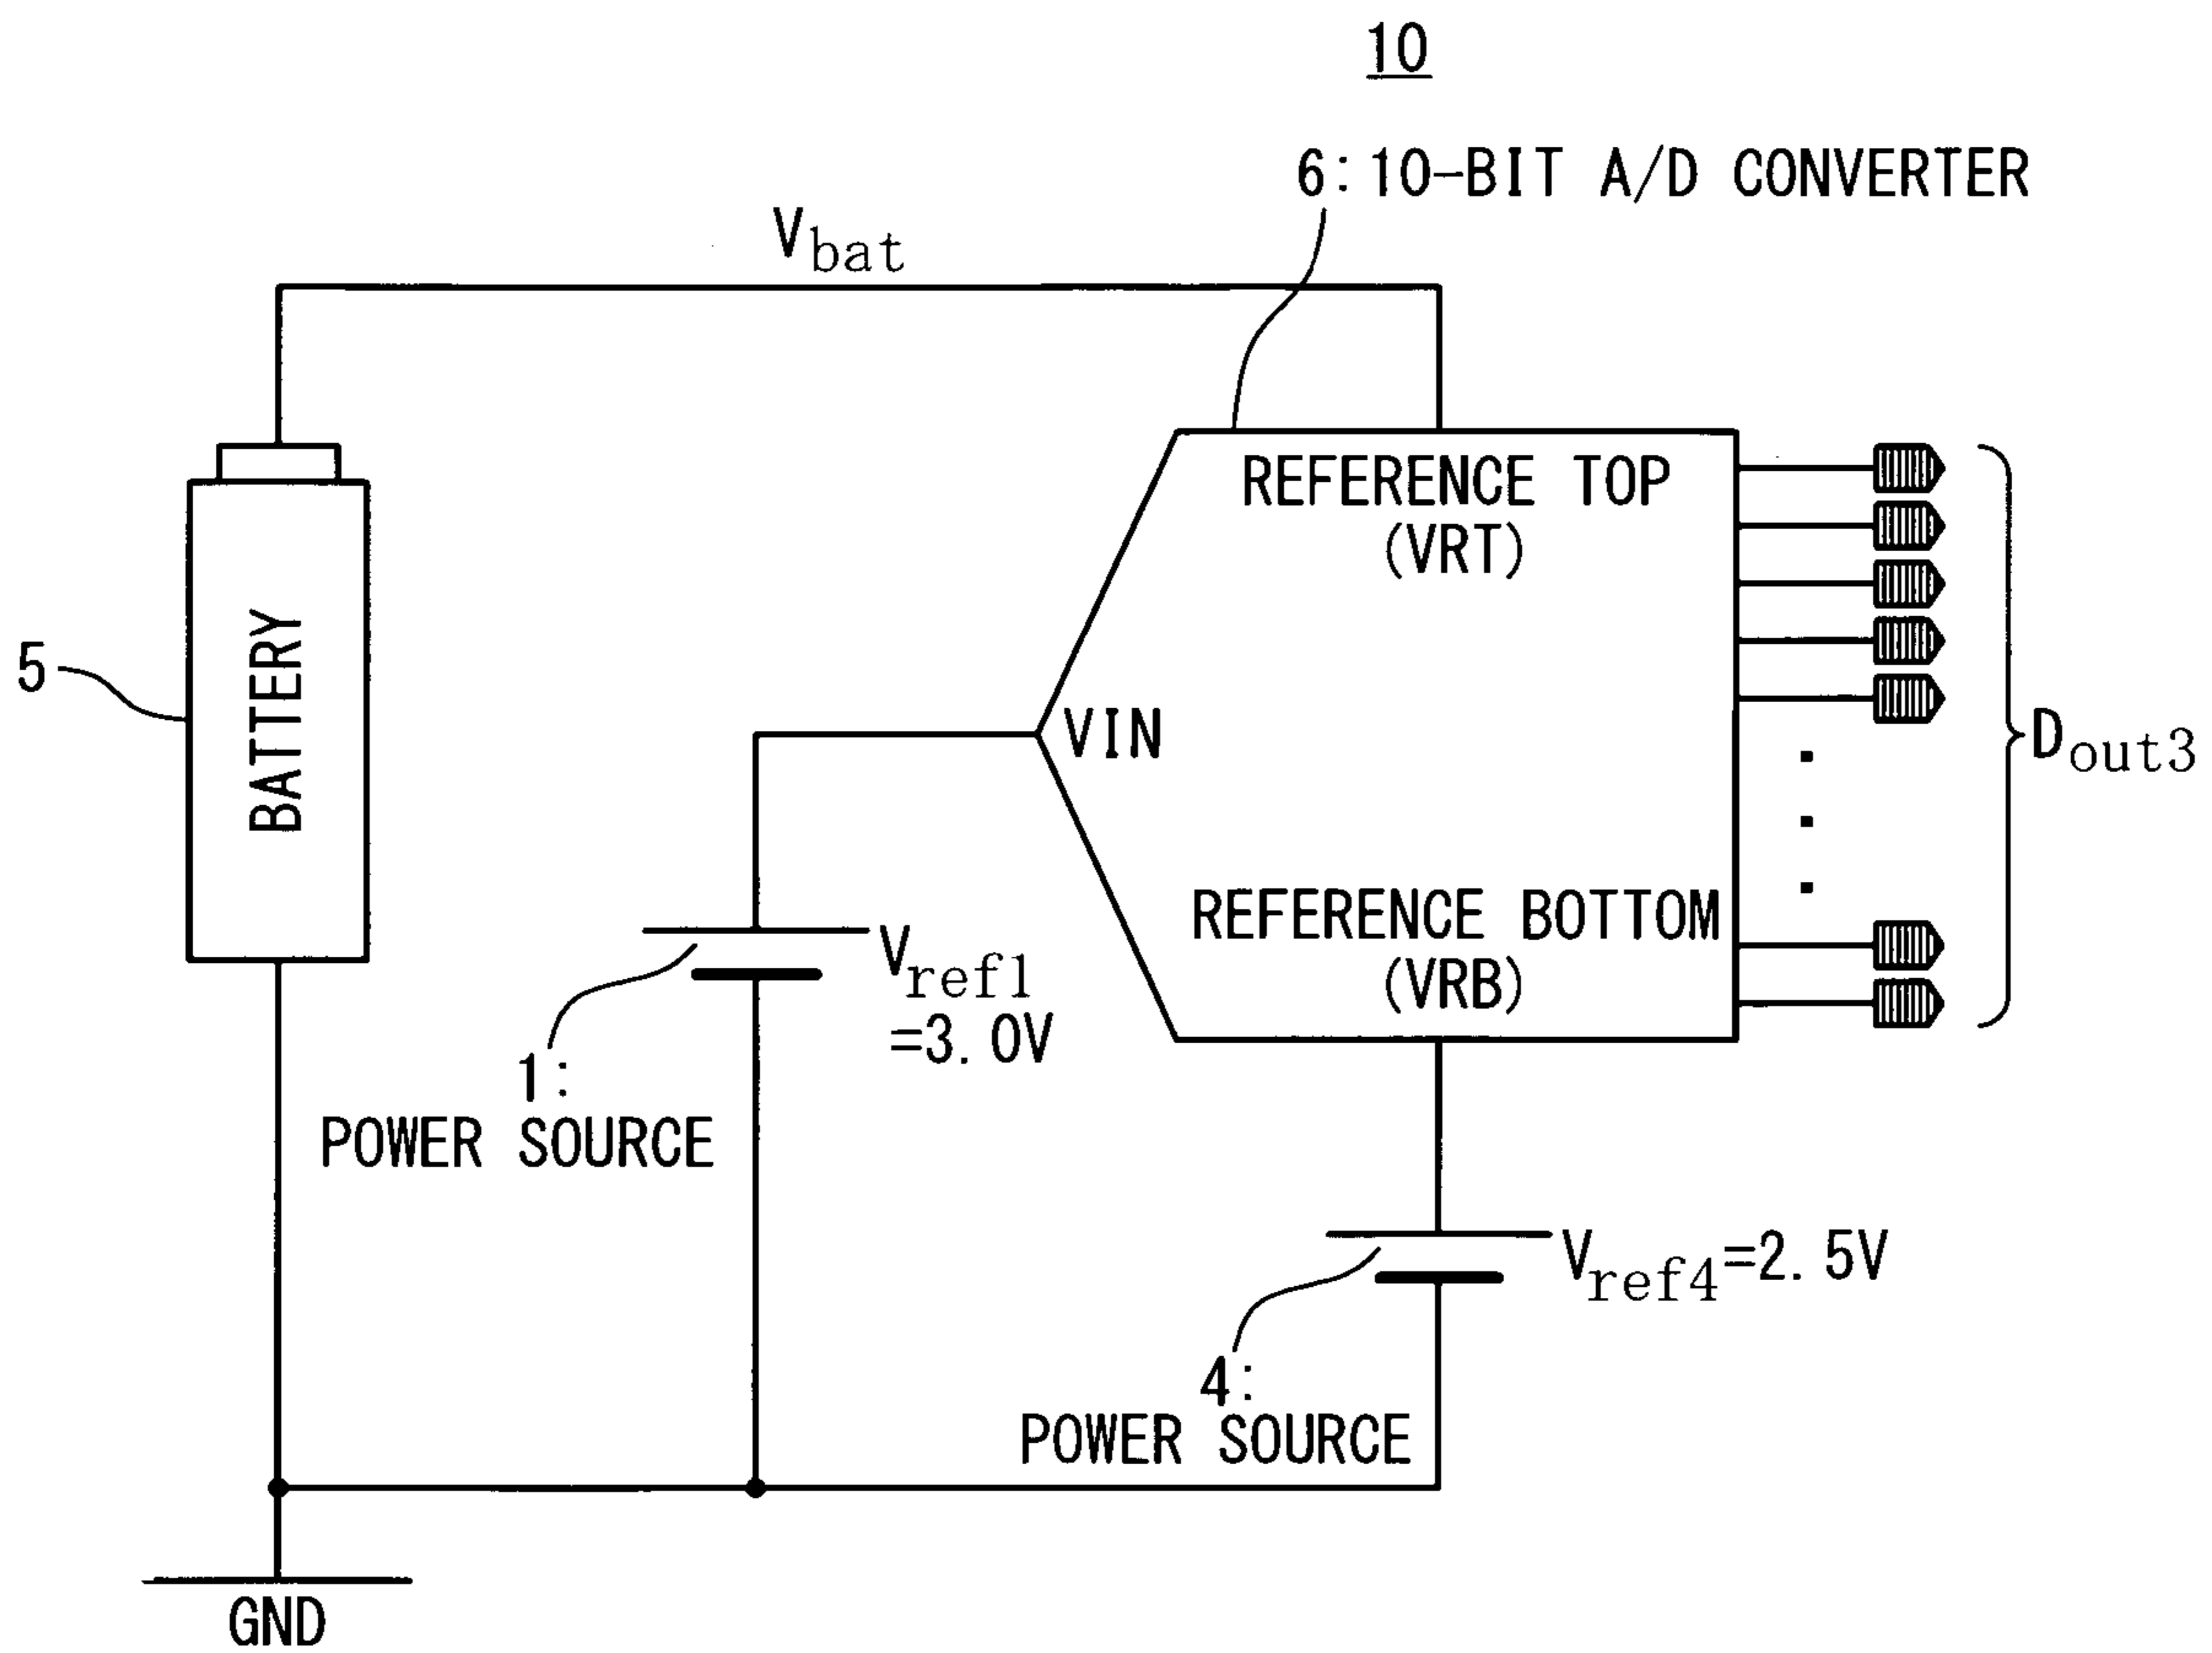 10
6:10-BIT A/D CONVERTER
Vbat
REFERENCE TOP
(VRT)
5
BATTERY
VIN
Dout3
REFERENCE BOTTOM
(VRB)
Vref1
=3.0V
1:
POWER SOURCE
Vref4=2.5V
4:
POWER SOURCE
GND